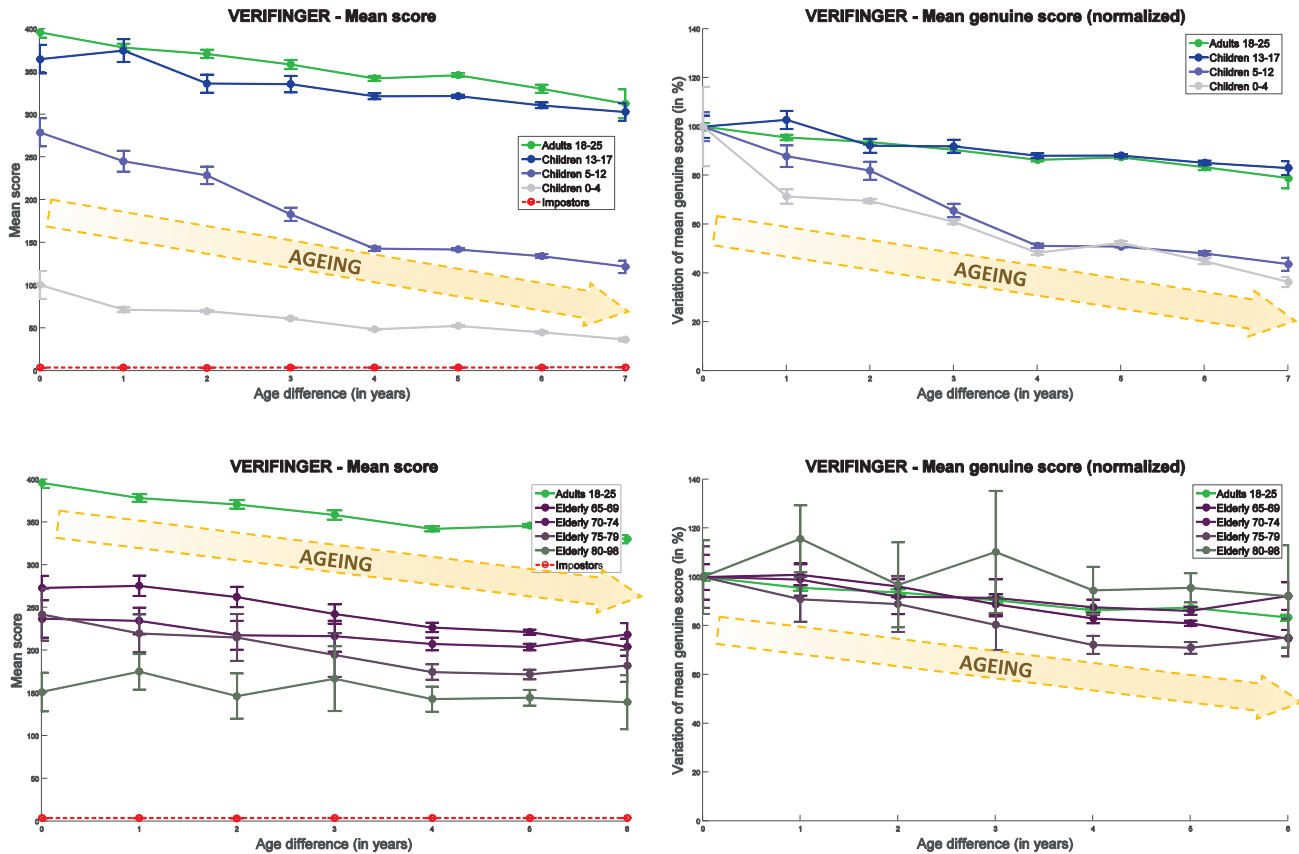 VERIFINGER - Mean score
400
350
300
250
200
150
100
50
0
Mean score
Adults 18-25
Children 13-17
Children 5-12
Children 0-4
Impostors
AGEING
0 1 2 3 4 5 6 7
Age difference (in years)
VERIFINGER - Mean genuine score (normalized)
140
120
100
80
60
40
20
0
Variation of mean genuine score (in %)
Adults 18-25
Children 13-17
Children 5-12
Children 0-4
AGEING
0 1 2 3 4 5 6 7
Age difference (in years)
VERIFINGER - Mean score
400
350
300
250
200
150
100
50
0
Mean score
Adults 18-25
Elderly 65-69
Elderly 70-74
Elderly 75-79
Elderly 80-98
Impostors
AGEING
0 1 2 3 4 5 6
Age difference (in years)
VERIFINGER - Mean genuine score (normalized)
140
120
100
80
60
40
20
0
Variation of mean genuine score (in %)
Adults 18-25
Elderly 65-69
Elderly 70-74
Elderly 75-79
Elderly 80-98
AGEING
0 1 2 3 4 5 6
Age difference (in years)